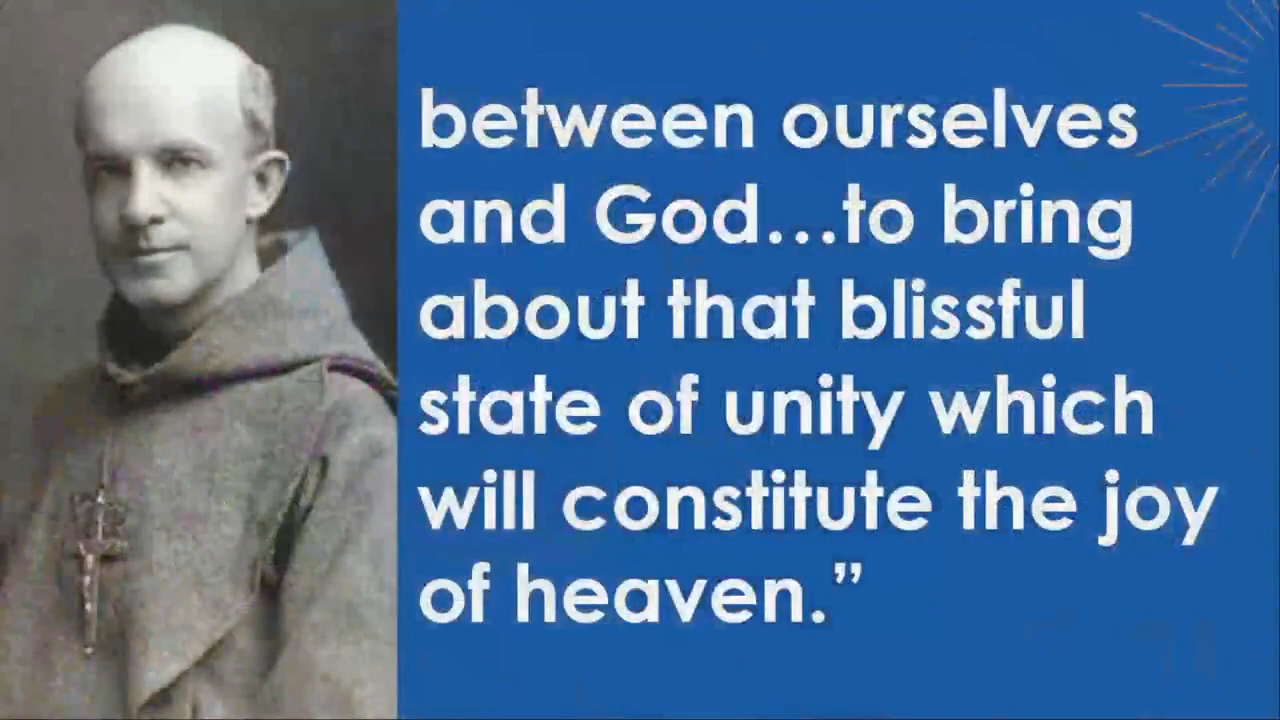 between ourselves
and God...to bring
about that blissful
state of unity which
will constitute the joy
of heaven.”